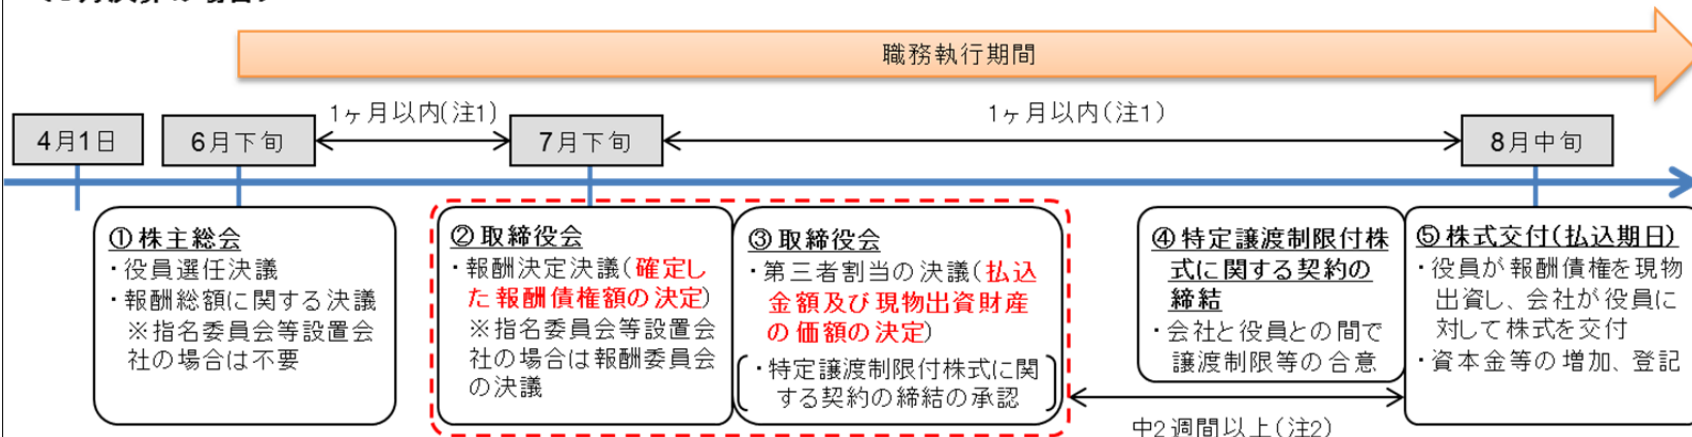 職務執行期間
1ヶ月以内(注1)
1ヶ月以内(注1)
4月1日
6月下旬
7月下旬
8月中旬
①株主総会
・役員選任決議
・報酬総額に関する決議
※指名委員会等設置会
社の場合は不要
②取締役会
・報酬決定決議(確定し
た報酬債権額の決定)
※指名委員会等設置会
社の場合は報酬委員会
の決議
③取締役会
・第三者割当の決議(払込
金額及び現物出資財産
の価額の決定)
・特定譲渡制限付株式に関
する契約の締結の承認
④特定譲渡制限付株
式に関する契約の
締結
・会社と役員との間で
譲渡制限等の合意
⑤株式交付(払込期日)
・役員が報酬債権を現物
出資し、会社が役員に
対して株式を交付
・資本金等の増加、登記
中2週間以上(注2)